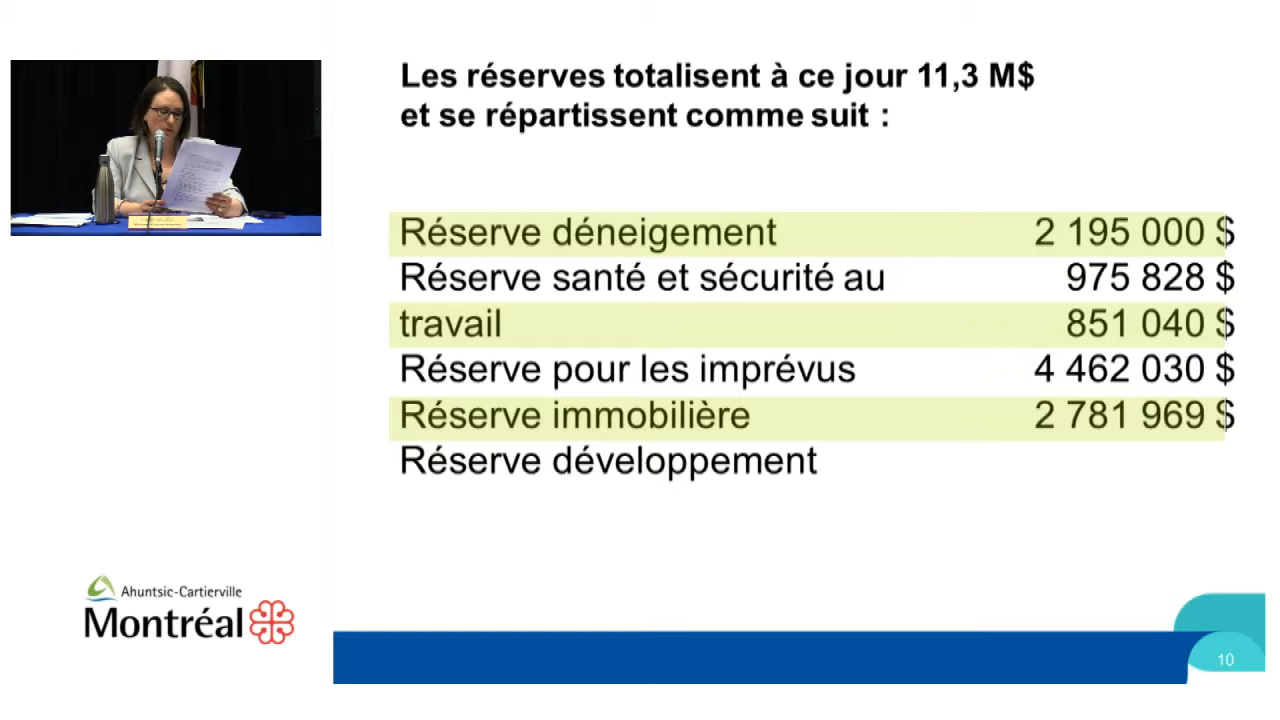 Les réserves totalisent à ce jour 11,3 M$
et se répartissent comme suit :
Réserve déneigement 2 195 000 $
Réserve santé et sécurité au 975 828 $
travail 851 040 $
Réserve pour les imprévus 4 462 030 $
Réserve immobilière 2 781 969 $
Réserve développement
Ahuntsic-Cartierville
Montréal
10